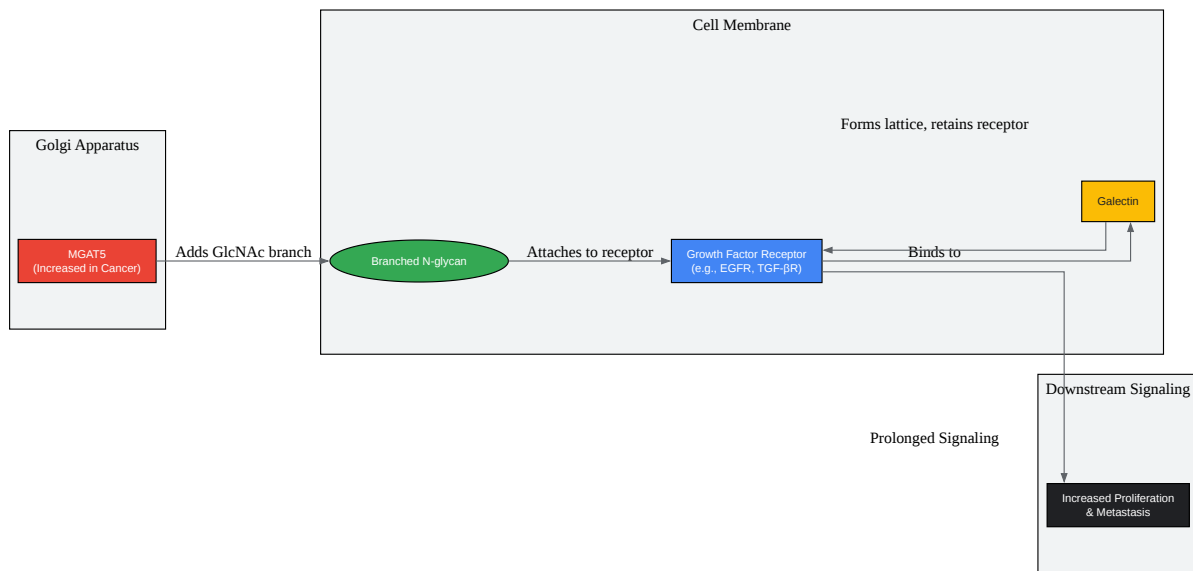 Cell Membrane
Forms lattice, retains receptor
Golgi Apparatus
Galectin
MGAT5
(Increased in Cancer)
Adds GlcNAc branch
Branched N-glycan
Attaches to receptor
Growth Factor Receptor
(e.g., EGFR, TGF-βR)
Binds to
Downstream Signaling
Prolonged Signaling
Increased Proliferation
& Metastasis